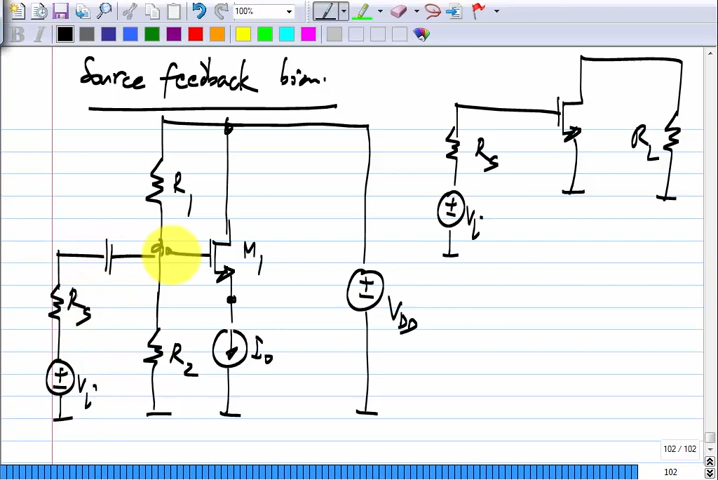 100%
B I
Source feedback bias.
R1
M1
RS
Vi
R2
I0
VDD
RS
Vi
RL
102 / 102
102